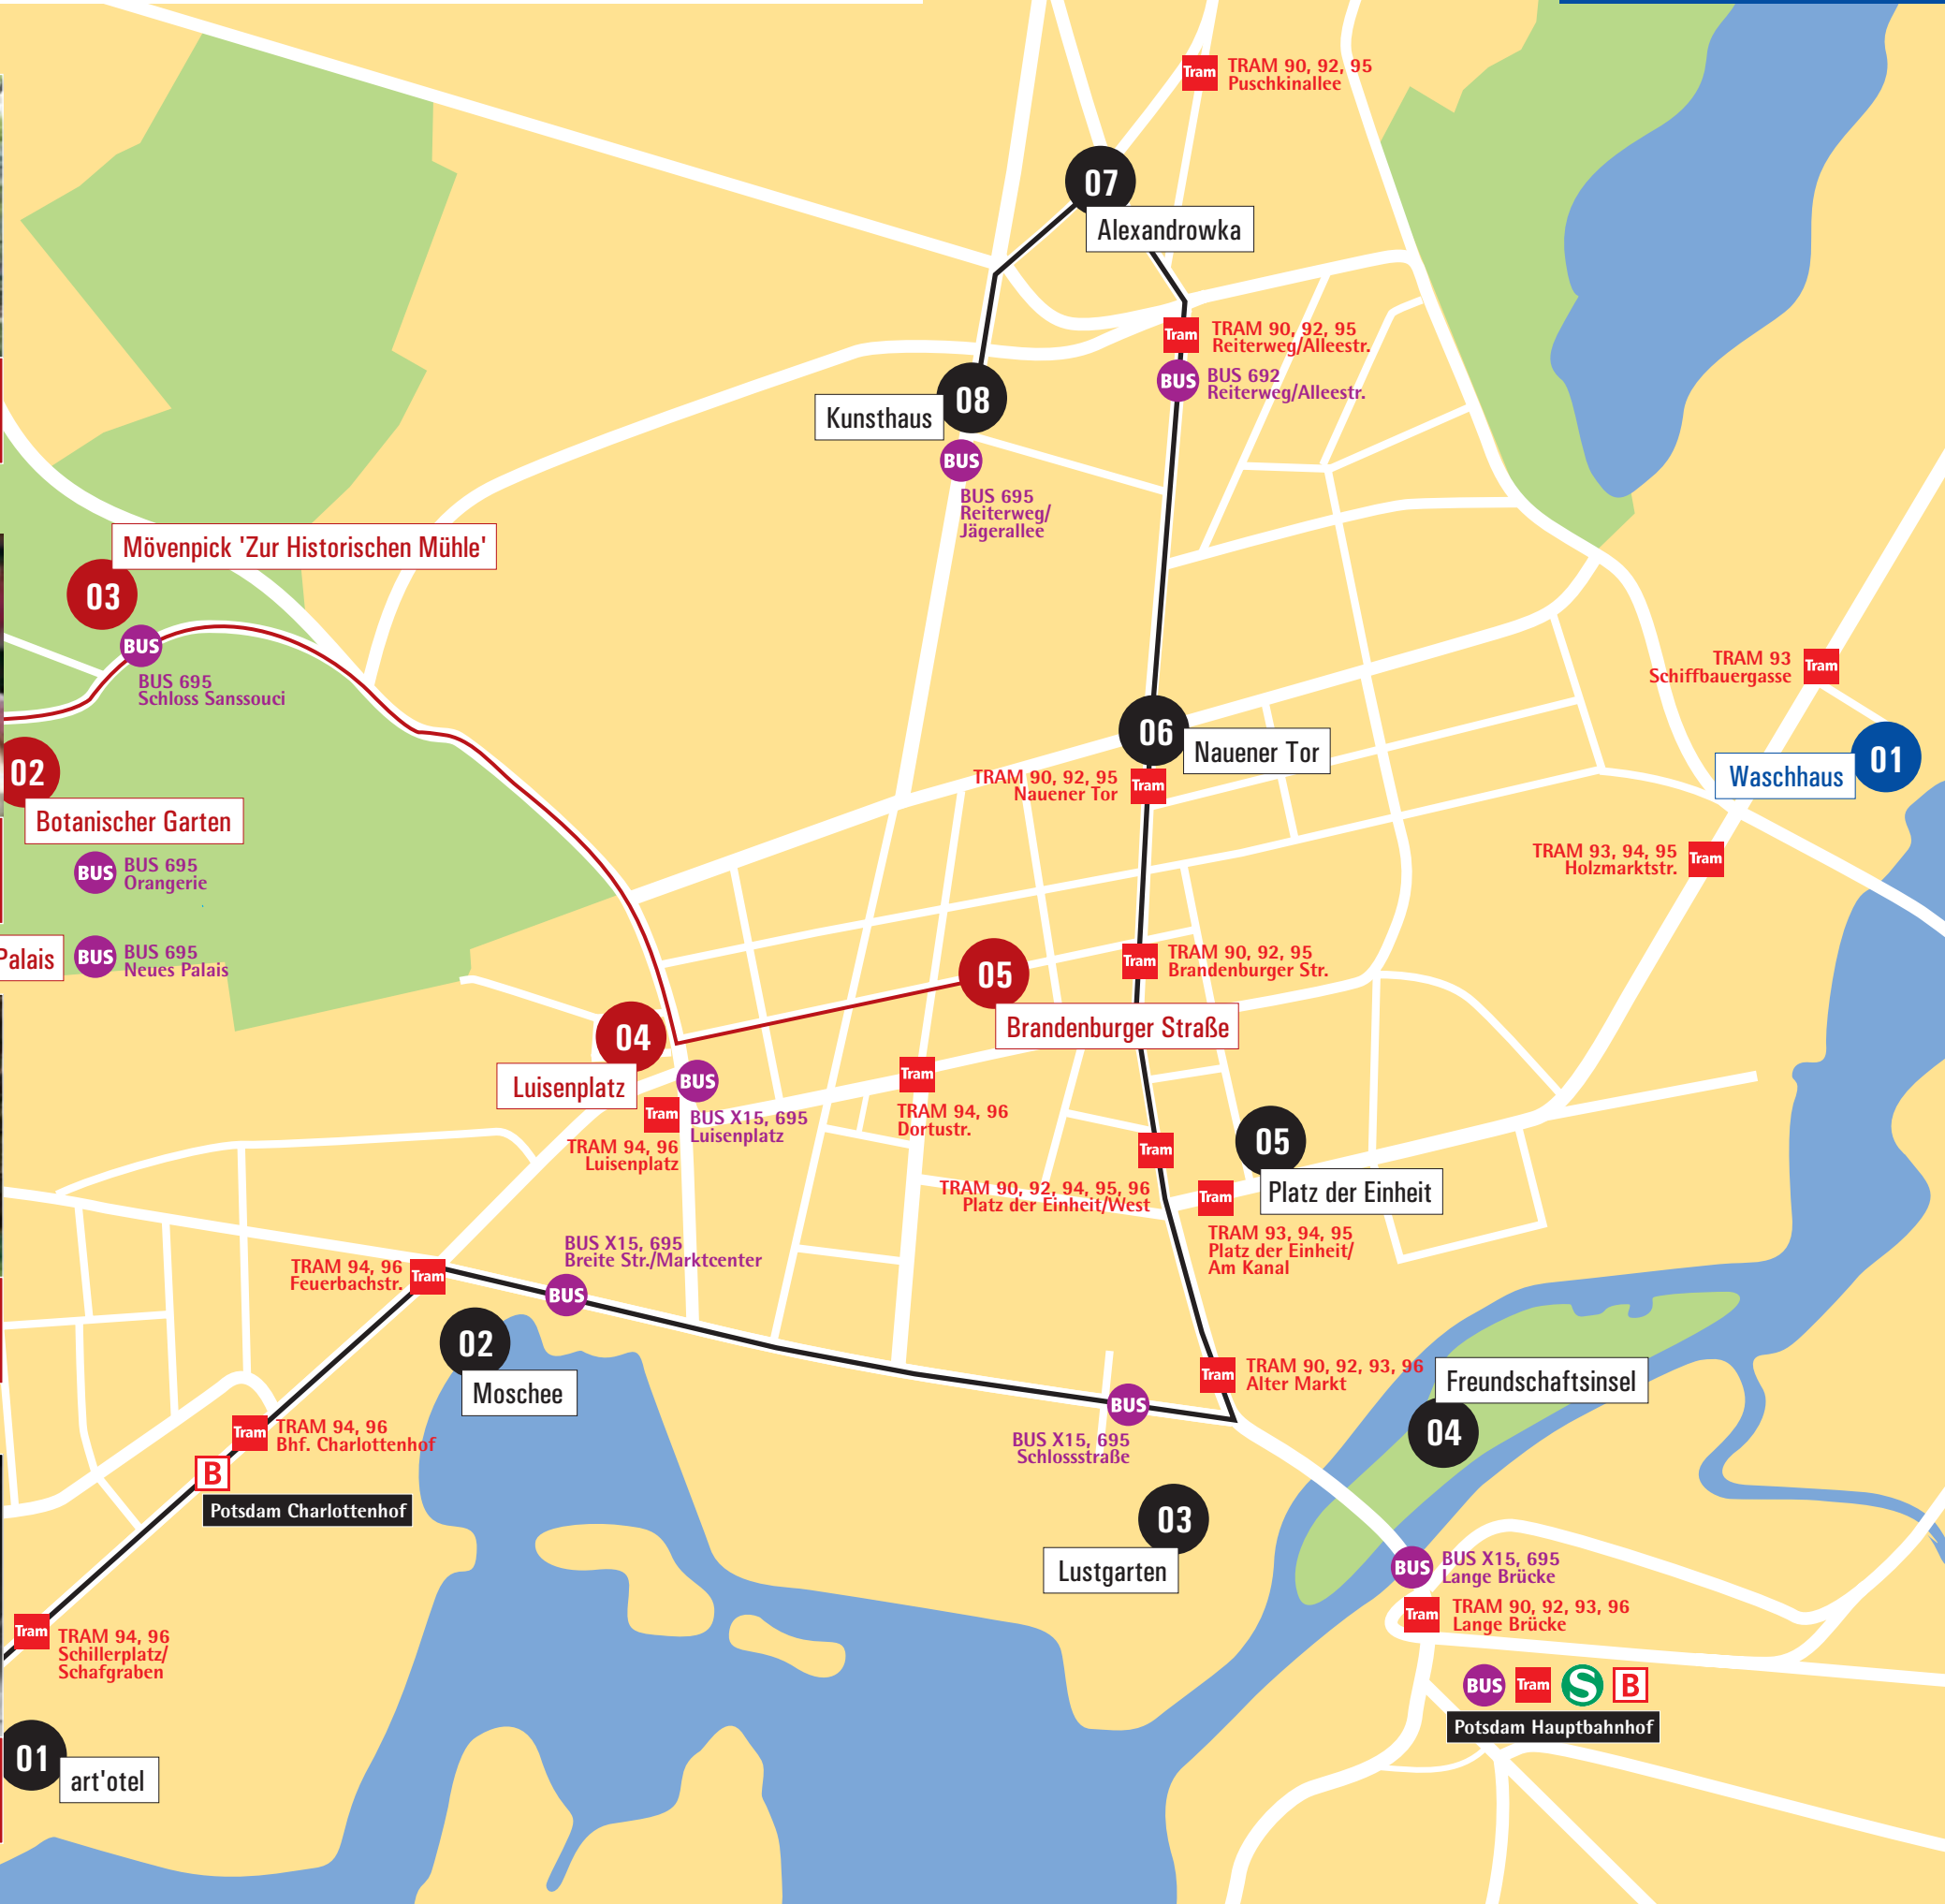 Tram
TRAM 90, 92, 95
Puschkinallee
07
Alexandrowka
Tram
TRAM 90, 92, 95
Reiterweg/Alleestr.
BUS
BUS 692
Reiterweg/Alleestr.
08
Kunsthaus
BUS
BUS 695
Reiterweg/
Jägerallee
Mövenpick 'Zur Historischen Mühle'
03
BUS
BUS 695
Schloss Sanssouci
TRAM 93
Schiffbauergasse
Tram
06
Nauener Tor
TRAM 90, 92, 95
Nauener Tor
Tram
01
Waschhaus
02
Botanischer Garten
BUS
BUS 695
Orangerie
TRAM 93, 94, 95
Holzmarktstr.
Tram
Palais
BUS
BUS 695
Neues Palais
Tram
TRAM 90, 92, 95
Brandenburger Str.
05
Brandenburger Straße
04
Luisenplatz
BUS
BUS X15, 695
Luisenplatz
Tram
TRAM 94, 96
Luisenplatz
Tram
TRAM 94, 96
Dortustr.
05
Platz der Einheit
Tram
TRAM 90, 92, 94, 95, 96
Platz der Einheit/West
Tram
TRAM 93, 94, 95
Platz der Einheit/
Am Kanal
BUS X15, 695
Breite Str./Marktcenter
BUS
TRAM 94, 96
Feuerbachstr.
Tram
02
Moschee
Tram
TRAM 90, 92, 93, 96
Alter Markt
Freundschaftsinsel
04
BUS
BUS X15, 695
Schlossstraße
Tram
TRAM 94, 96
Bhf. Charlottenhof
B
Potsdam Charlottenhof
03
Lustgarten
BUS
BUS X15, 695
Lange Brücke
Tram
TRAM 90, 92, 93, 96
Lange Brücke
Tram
TRAM 94, 96
Schillerplatz/
Schafgraben
BUS Tram S B
Potsdam Hauptbahnhof
01
art'otel